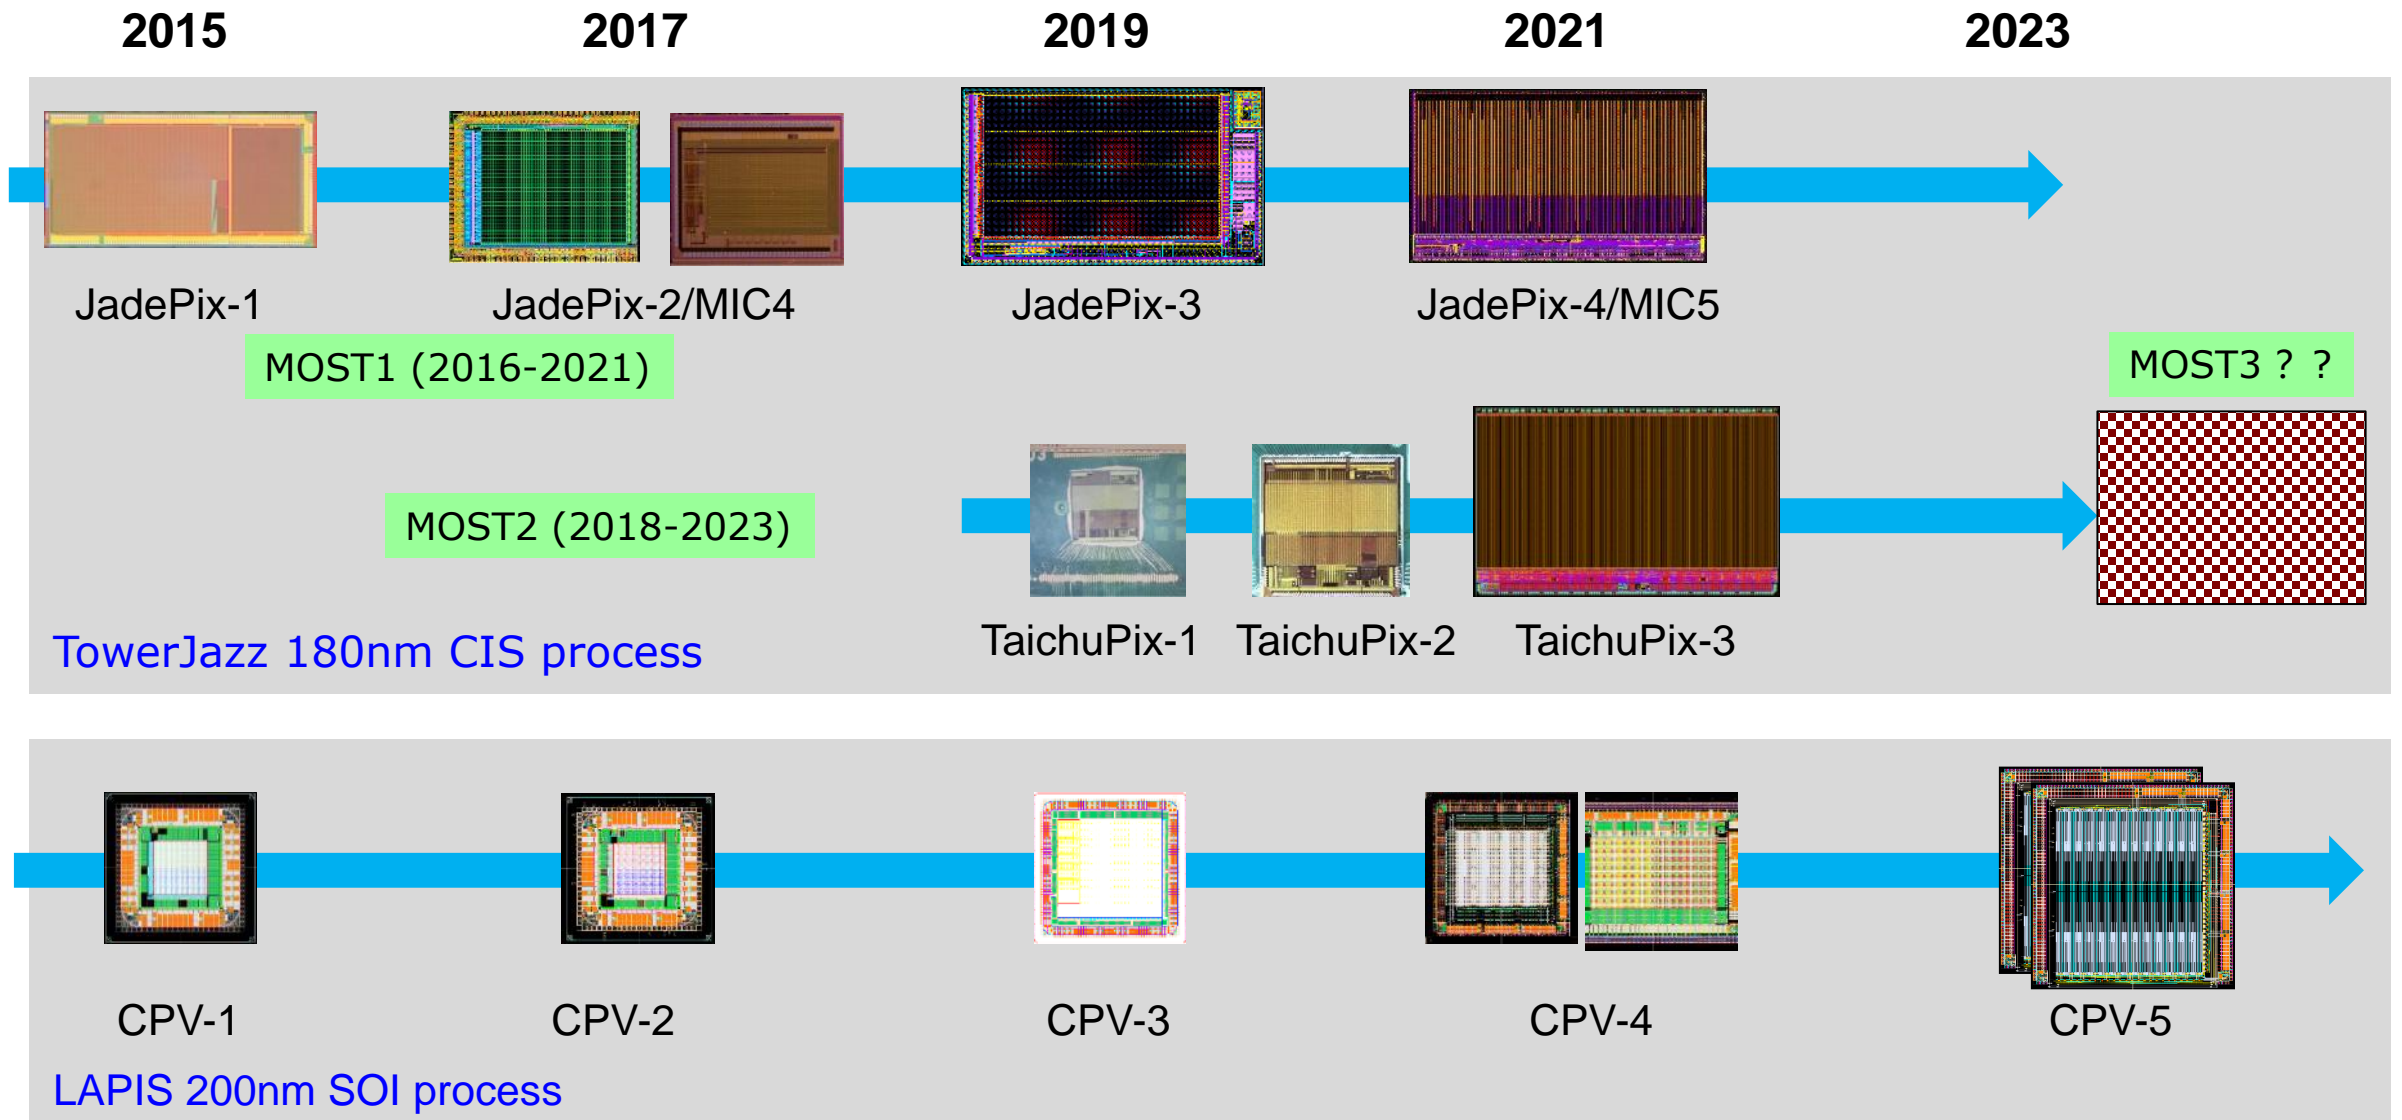 2015
2017
2019
2021
2023
JadePix-1
JadePix-2/MIC4
JadePix-3
JadePix-4/MIC5
MOST1 (2016-2021)
MOST3 ? ?
MOST2 (2018-2023)
TaichuPix-1
TaichuPix-2
TaichuPix-3
TowerJazz 180nm CIS process
CPV-1
CPV-2
CPV-3
CPV-4
CPV-5
LAPIS 200nm SOI process